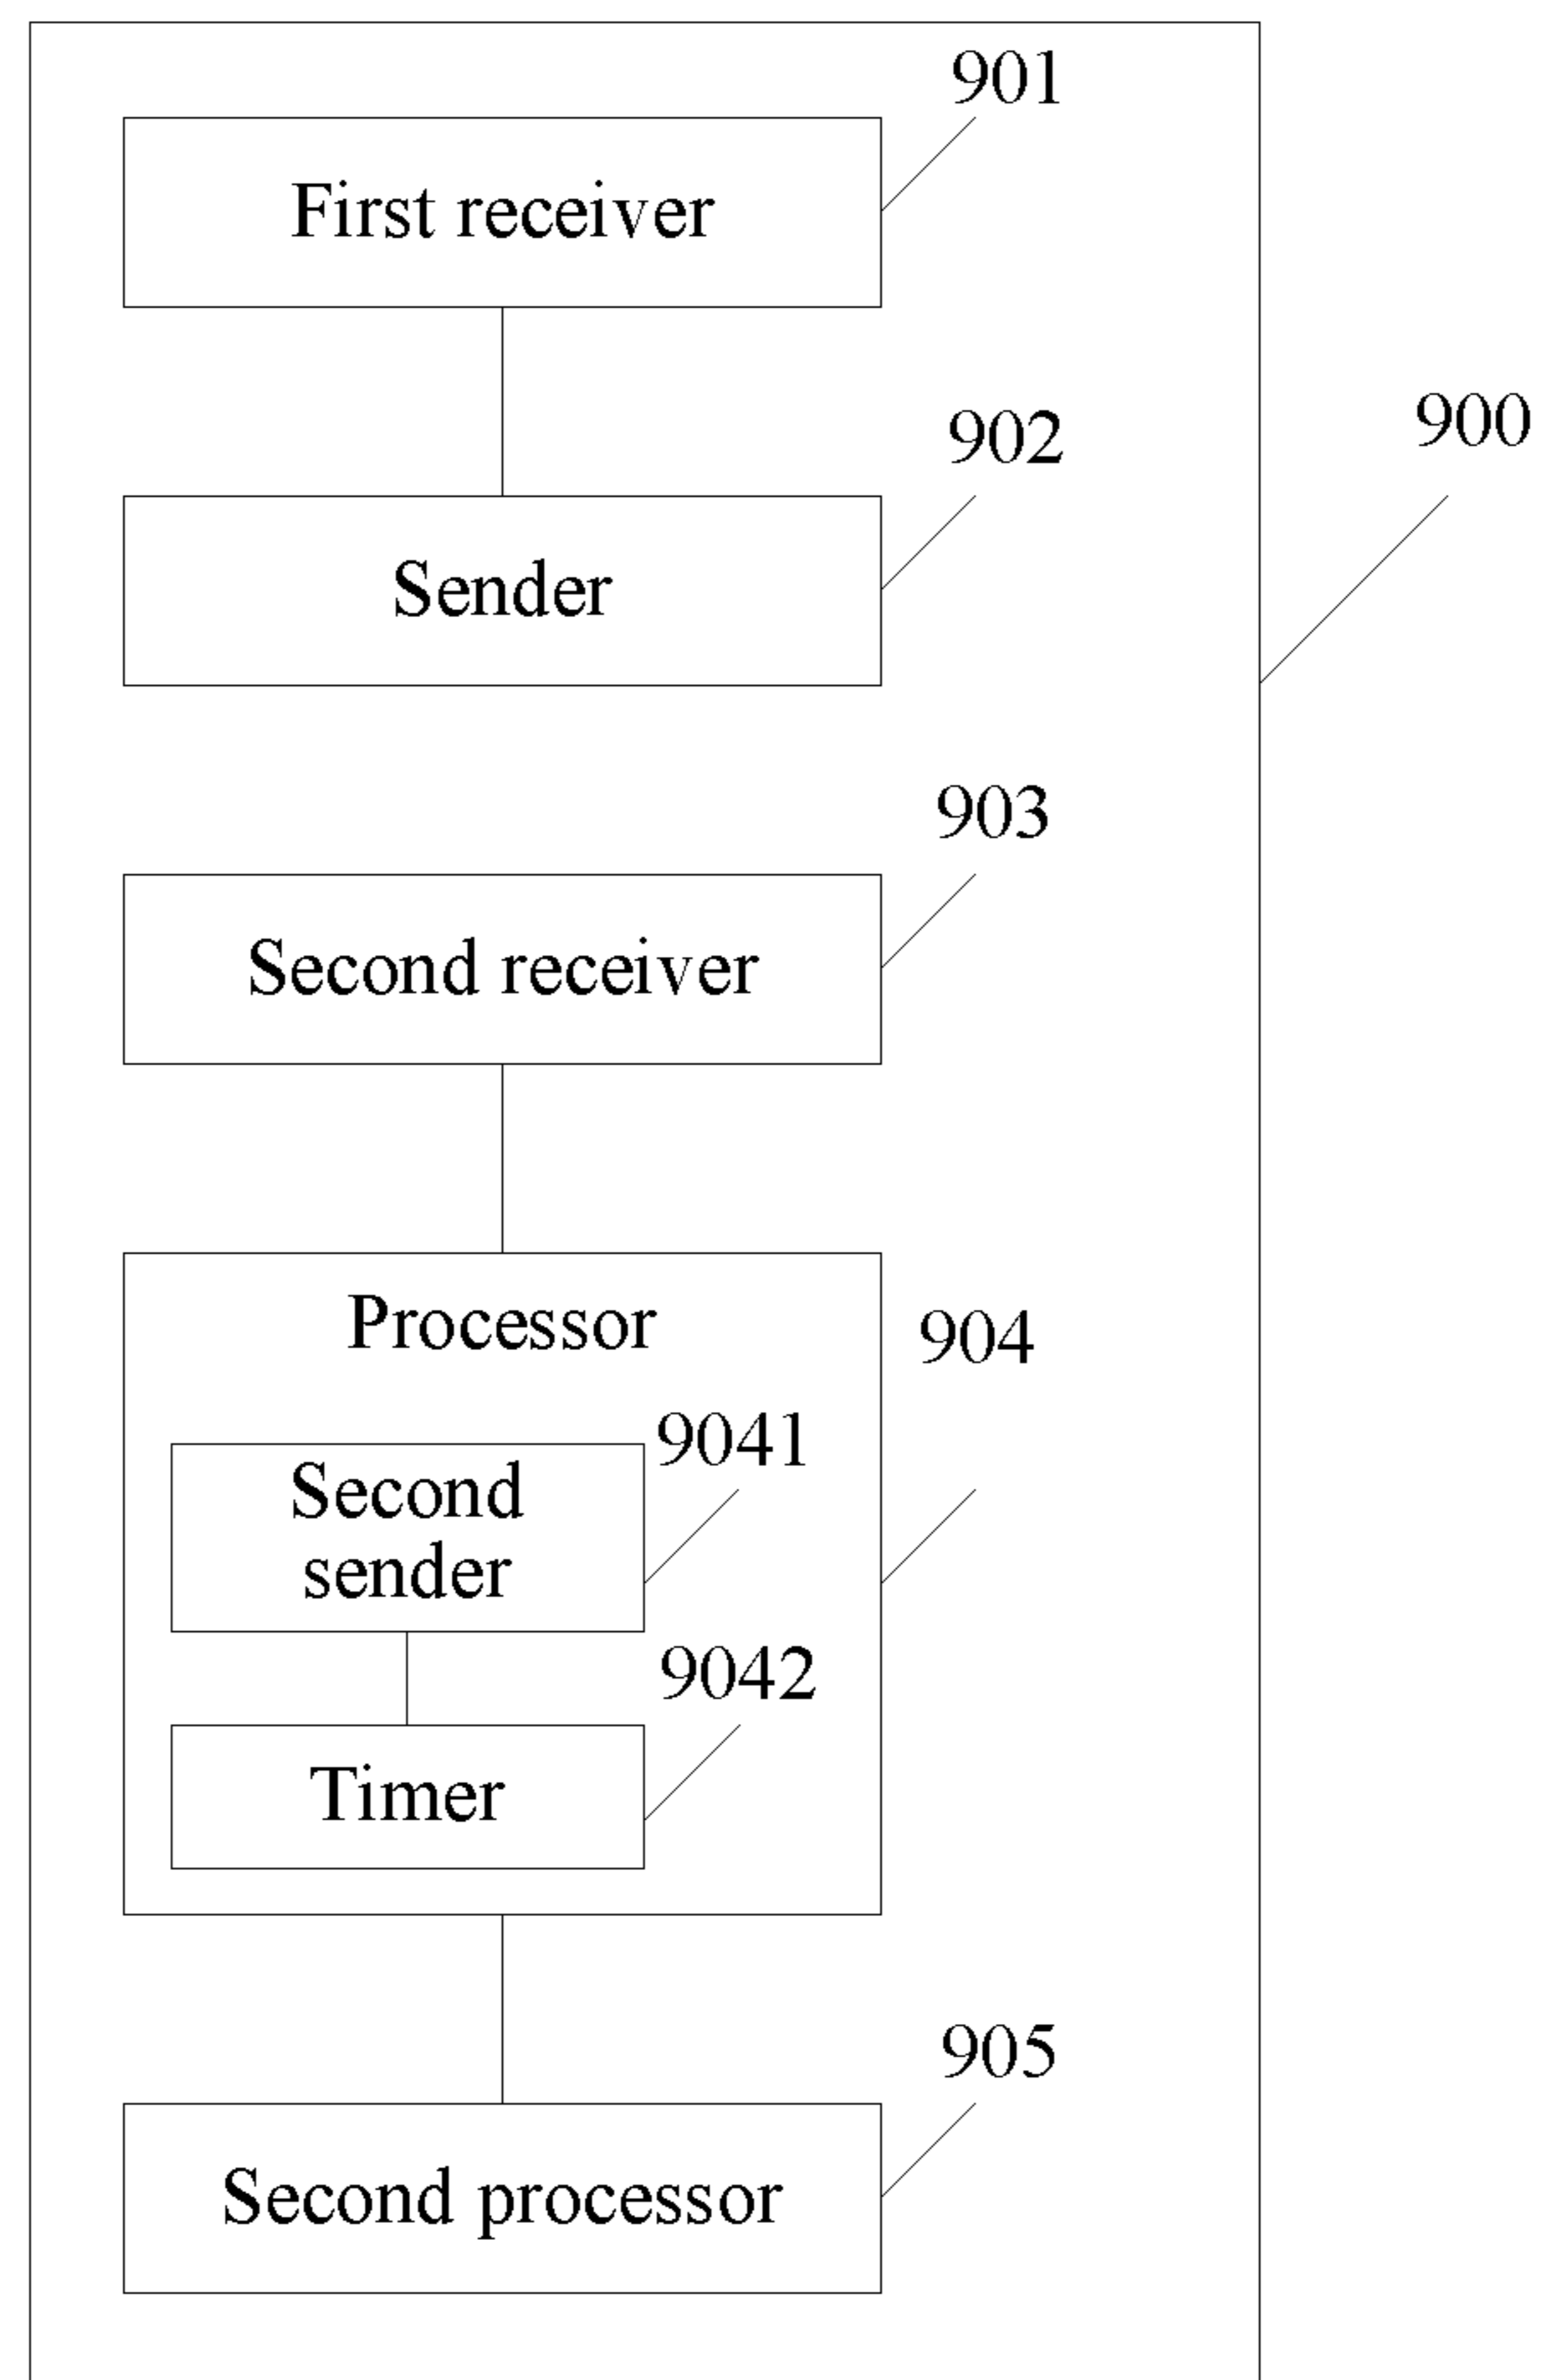 901
First receiver
902
900
Sender
903
Second receiver
Processor
904
9041
Second
sender
9042
Timer
905
Second processor